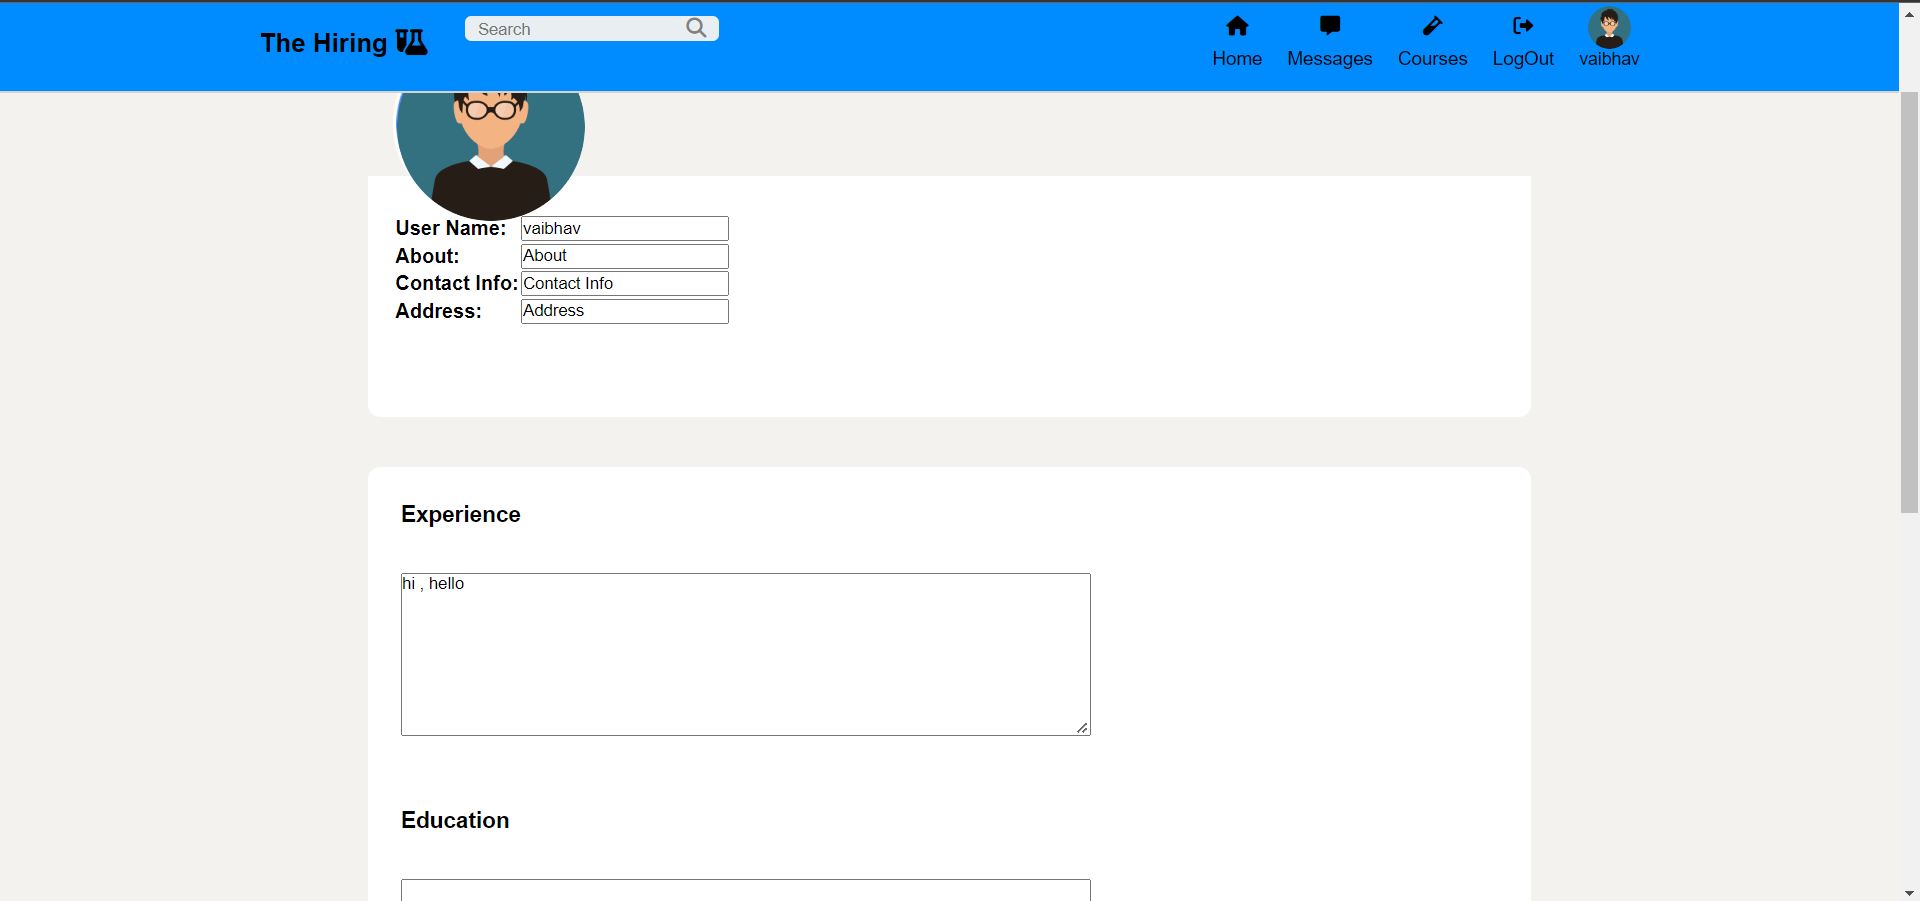 The Hiring
Search
Home
Messages
Courses
LogOut
vaibhav
User Name: vaibhav
About: About
Contact Info: Contact Info
Address: Address
Experience
hi , hello
Education